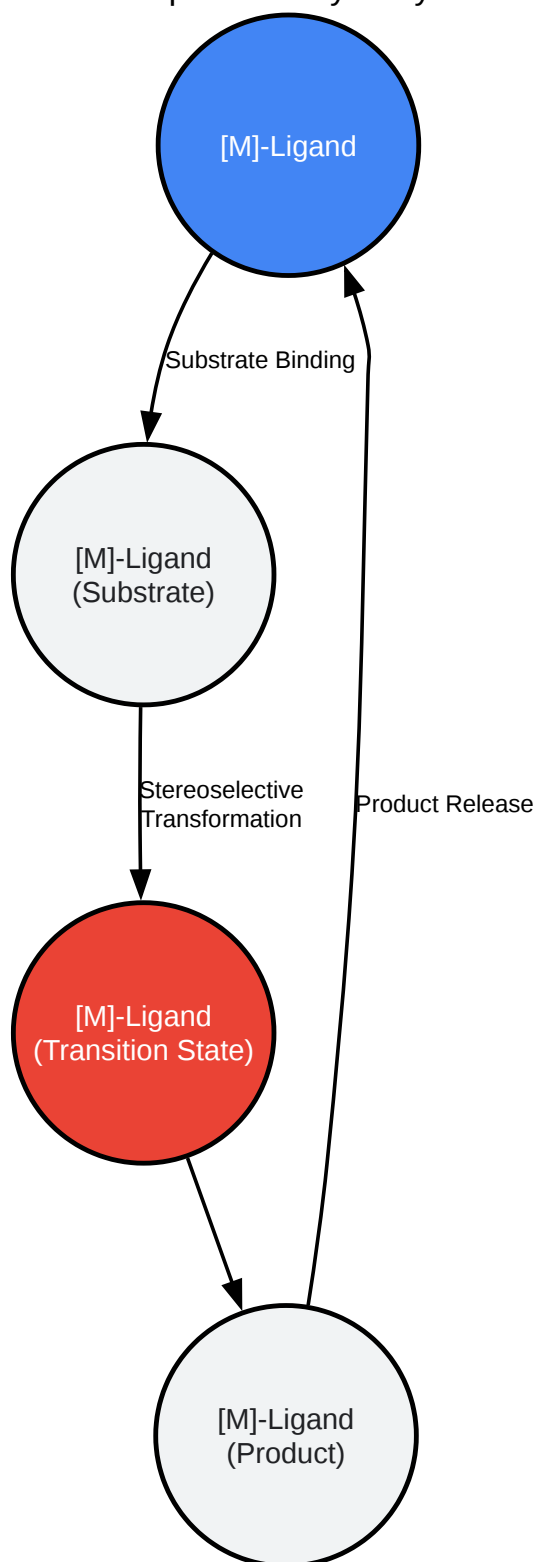 [M]-Ligand
Substrate Binding
[M]-Ligand
(Substrate)
Stereoselective
Transformation
Product Release
[M]-Ligand
(Transition State)
[M]-Ligand
(Product)